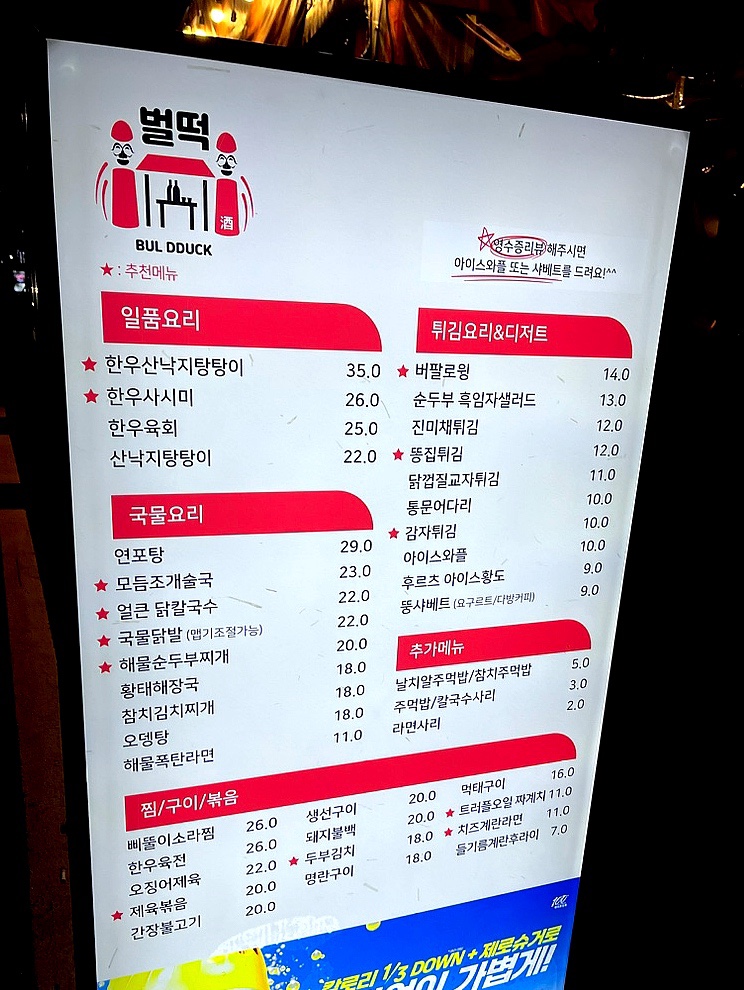 벌떡
酒
BUL DDUCK
★ : 추천메뉴
☆영수증리뷰 해주시면
아이스와플 또는 샤베트를 드려요!^^
일품요리
★ 한우산낙지탕탕이 35.0
★ 한우사시미 26.0
한우육회 25.0
산낙지탕탕이 22.0
국물요리
연포탕 29.0
★ 모듬조개술국 23.0
★ 얼큰 닭칼국수 22.0
★ 국물닭발 (맵기조절가능) 22.0
★ 해물순두부찌개 20.0
황태해장국 18.0
참치김치찌개 18.0
오뎅탕 18.0
해물폭탄라면 11.0
튀김요리&디저트
★ 버팔로윙 14.0
순두부 흑임자샐러드 13.0
진미채튀김 12.0
★ 똥집튀김 12.0
닭껍질교자튀김 11.0
통문어다리 10.0
★ 감자튀김 10.0
아이스와플 10.0
후르츠 아이스황도 9.0
뚱샤베트 (요구르트/다방커피) 9.0
추가메뉴
날치알주먹밥/참치주먹밥 5.0
주먹밥/칼국수사리 3.0
라면사리 2.0
찜/구이/볶음
삐뚤이소라찜 26.0
한우육전 26.0
오징어제육 22.0
★ 제육볶음 20.0
간장불고기 20.0
생선구이 20.0
돼지불백 20.0
★ 두부김치 18.0
명란구이 18.0
먹태구이 16.0
★ 트러플오일 짜계치 11.0
★ 치즈계란라면 11.0
들기름계란후라이 7.0
칼로리 1/3 DOWN + 제로슈거로
가볍게!